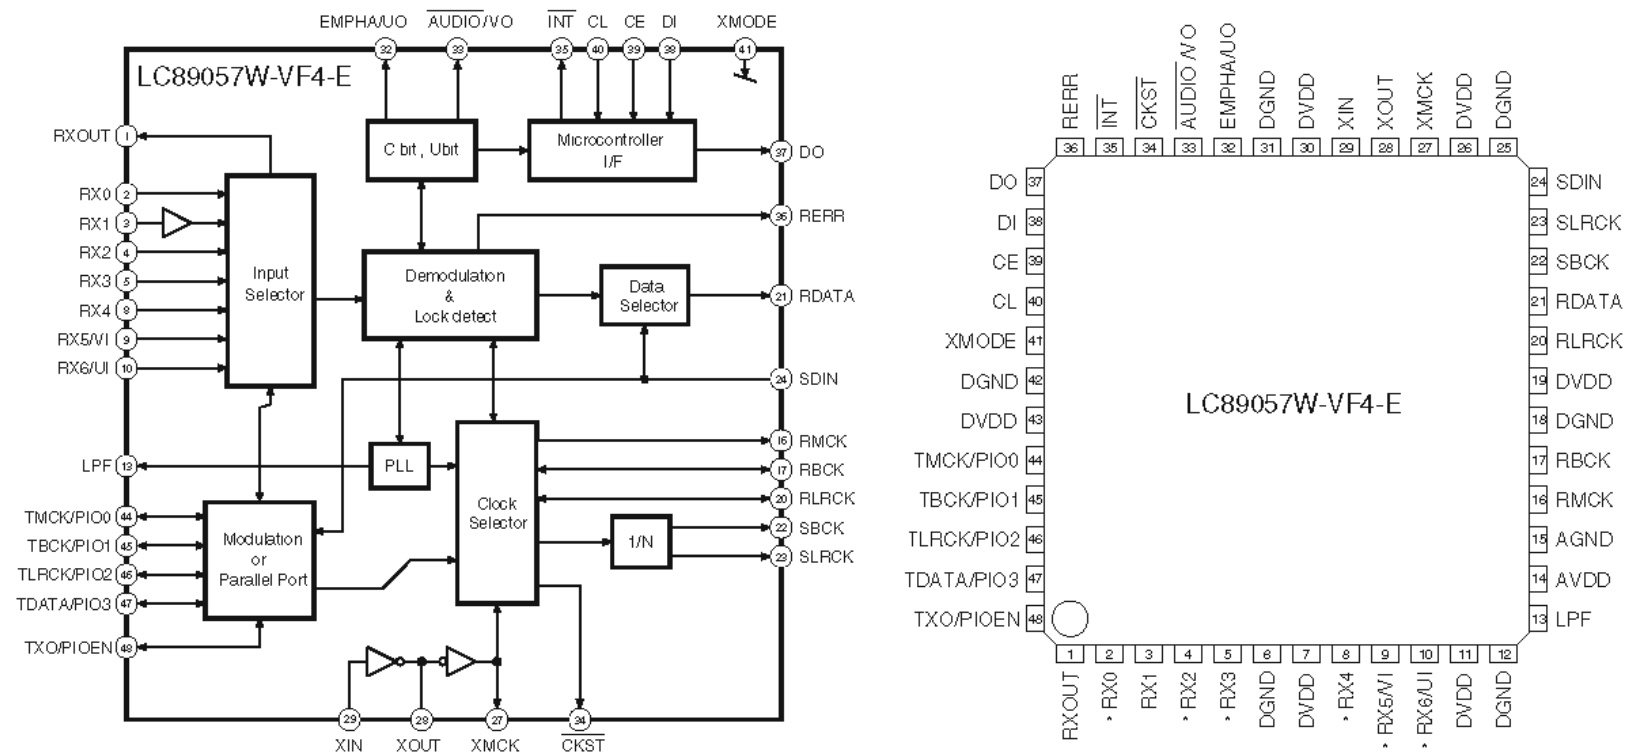 EMPHA/UO AUDIO/VO INT CL CE DI XMODE
32 33 35 40 39 38 41
LC89057W-VF4-E
RXOUT 1
C bit, Ubit
Microcontroller
I/F
37 DO
RX0 2
RX1 3
RX2 4
RX3 5
RX4 8
RX5/VI 9
RX6/UI 10
Input
Selector
36 RERR
Demodulation
&
Lock detect
Data
Selector
21 RDATA
24 SDIN
LPF 13
PLL
Clock
Selector
16 RMCK
17 RBCK
20 RLRCK
22 SBCK
23 SLRCK
1/N
TMCK/PIO0 44
TBCK/PIO1 45
TLRCK/PIO2 46
TDATA/PIO3 47
TXO/PIOEN 48
Modulation
or
Parallel Port
29 28 27 34
XIN XOUT XMCK CKST
RERR INT CKST AUDIO/VO EMPHA/UO DGND DVDD XIN XOUT XMCK DVDD DGND
36 35 34 33 32 31 30 29 28 27 26 25
DO 37
DI 38
CE 39
CL 40
XMODE 41
DGND 42
DVDD 43
TMCK/PIO0 44
TBCK/PIO1 45
TLRCK/PIO2 46
TDATA/PIO3 47
TXO/PIOEN 48
LC89057W-VF4-E
24 SDIN
23 SLRCK
22 SBCK
21 RDATA
20 RLRCK
19 DVDD
18 DGND
17 RBCK
16 RMCK
15 AGND
14 AVDD
13 LPF
1 2 3 4 5 6 7 8 9 10 11 12
RXOUT * RX0 RX1 * RX2 * RX3 DGND DVDD * RX4 * RX5/VI * RX6/UI DVDD DGND